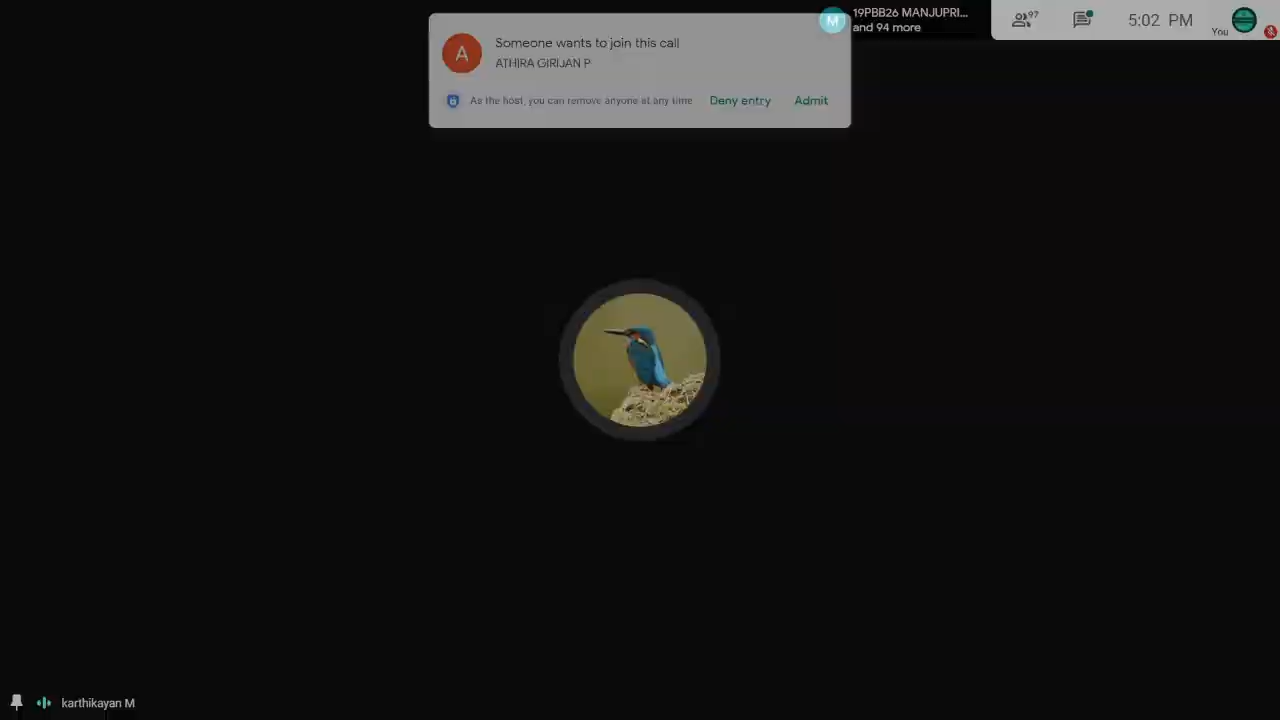 Someone wants to join this call
A
ATHIRA GIRIJAN P
As the host, you can remove anyone at any time
Deny entry
Admit
M
19PBB26 MANJUPRI...
and 94 more
97
5:02 PM
You
karthikayan M